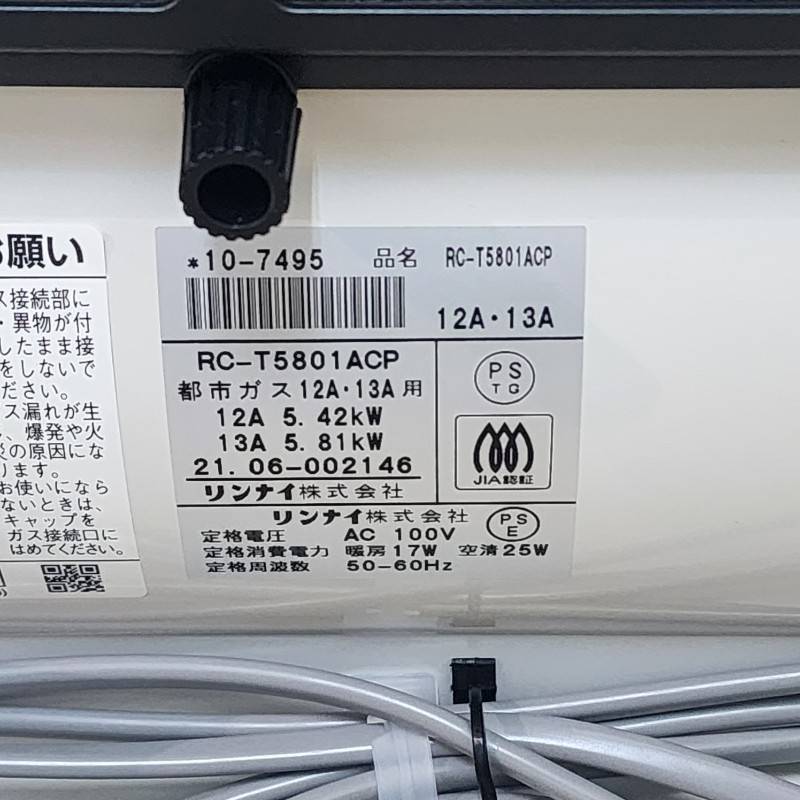 お願い
ス接続部に
・異物が付
したまま接
をしないで
ださい。
ス漏れが生
、爆発や火
災の原因にな
ります。
お使いになら
ないときは、
キャップを
ガス接続口に
はめてください。
*10-7495 品名 RC-T5801ACP
12A・13A
RC-T5801ACP
都市ガス12A・13A用
12A 5.42kW
13A 5.81kW
21.06-002146
リンナイ株式会社
PS
TG
JIA認証
リンナイ株式会社
PS
E
定格電圧 AC 100V
定格消費電力 暖房17W 空清25W
定格周波数 50-60Hz